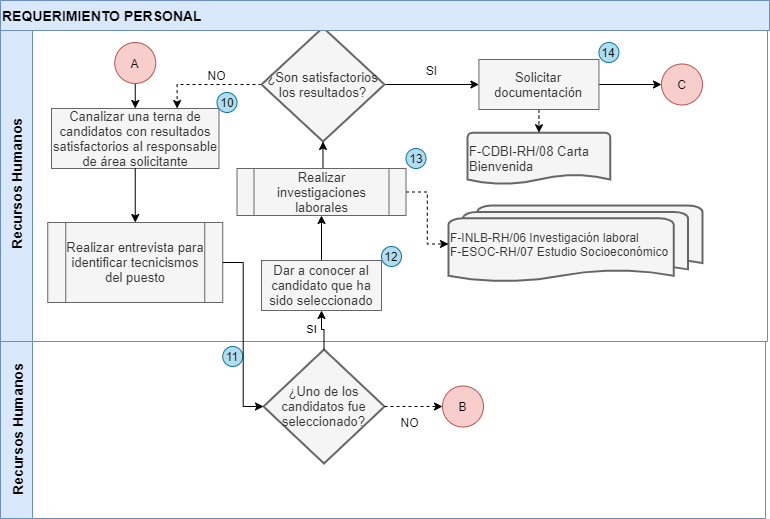 REQUERIMIENTO PERSONAL
Recursos Humanos
A
NO
10
Canalizar una terna de
candidatos con resultados
satisfactorios al responsable
de área solicitante
Realizar entrevista para
identificar tecnicismos
del puesto
¿Son satisfactorios
los resultados?
SI
14
Solicitar
documentación
C
F-CDBI-RH/08 Carta
Bienvenida
13
Realizar
investigaciones
laborales
F-INLB-RH/06 Investigación laboral
F-ESOC-RH/07 Estudio Socioeconómico
12
Dar a conocer al
candidato que ha
sido seleccionado
SI
Recursos Humanos
11
¿Uno de los
candidatos fue
seleccionado?
NO
B